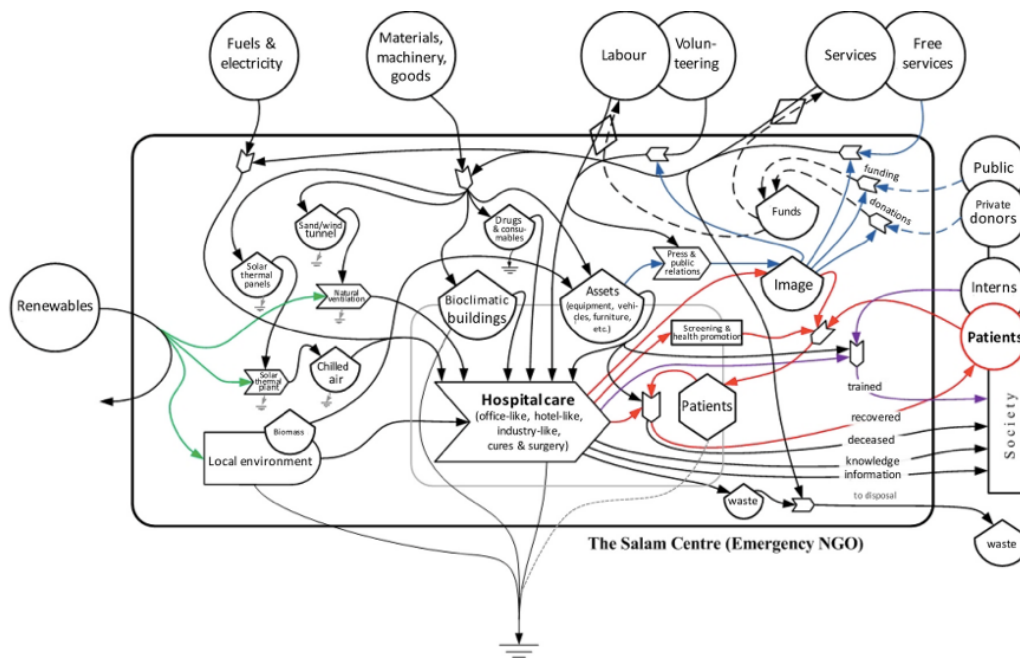 Fuels &
electricity
Materials,
machinery,
goods
Labour
Volun-
teering
Services
Free
services
Public
Private
donors
funding
donations
Funds
Sand/wind
tunnel
Drugs
& consu-
mables
Solar
thermal
panels
Natural
ventilation
Press &
public
relations
Image
Interns
Renewables
Bioclimatic
buildings
Assets
(equipment, vehi-
cles, furniture,
etc.)
Screening &
health promotion
Patients
Solar
thermal
plant
Chilled
air
Hospital care
(office-like, hotel-like,
industry-like,
cures & surgery)
Patients
trained
recovered
deceased
knowledge
information
Society
Biomass
Local environment
waste
to disposal
waste
The Salam Centre (Emergency NGO)